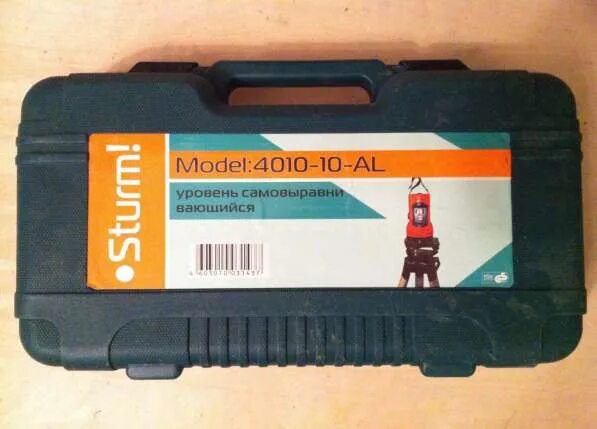 Sturm!
Model:4010-10-AL
уровень самовыравни
вающийся